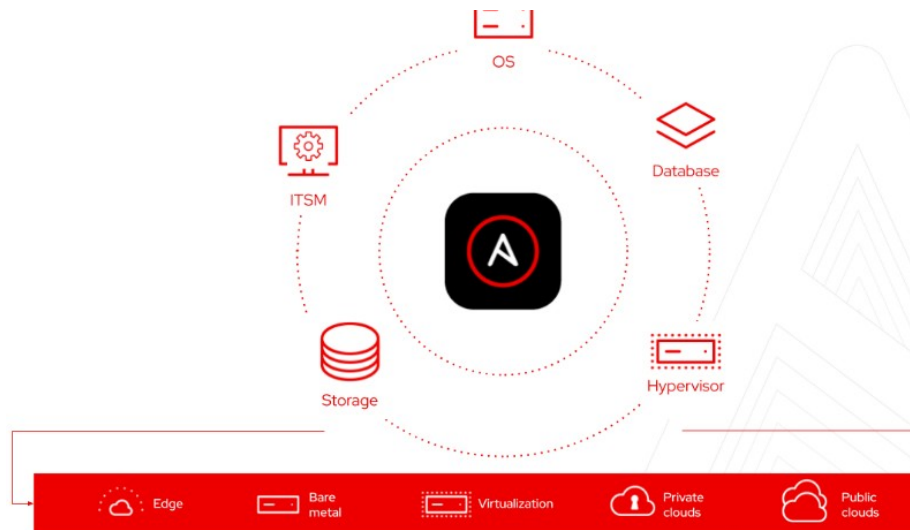 OS
Database
ITSM
Hypervisor
Storage
Edge
Bare
metal
Virtualization
Private
clouds
Public
clouds